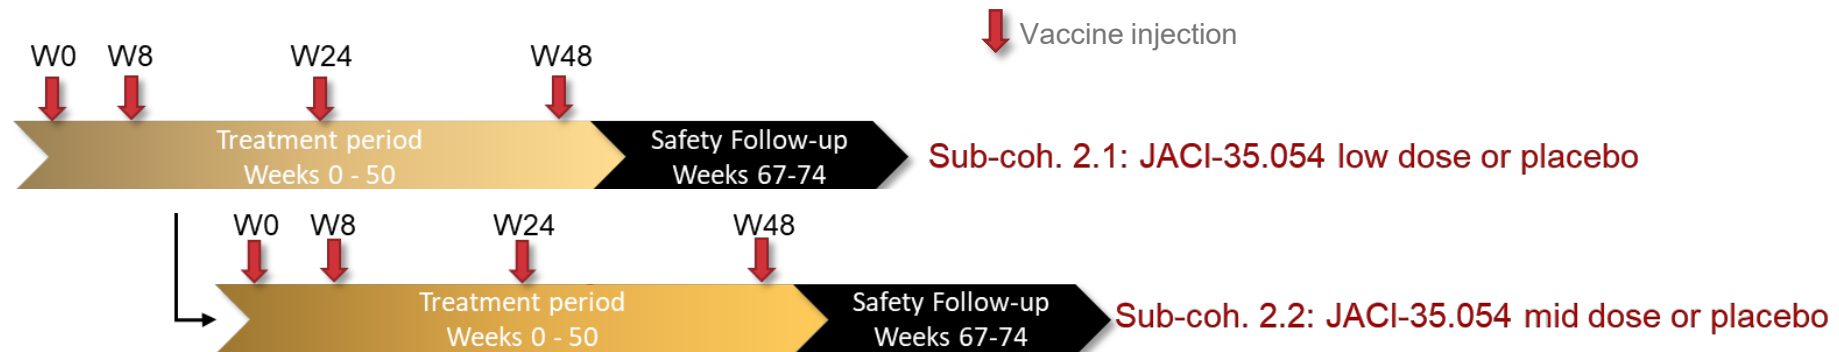 Vaccine injection
W0 W8 W24 W48
Treatment period
Weeks 0 - 50
Safety Follow-up
Weeks 67-74
Sub-coh. 2.1: JACI-35.054 low dose or placebo
W0 W8 W24 W48
Treatment period
Weeks 0 - 50
Safety Follow-up
Weeks 67-74
Sub-coh. 2.2: JACI-35.054 mid dose or placebo